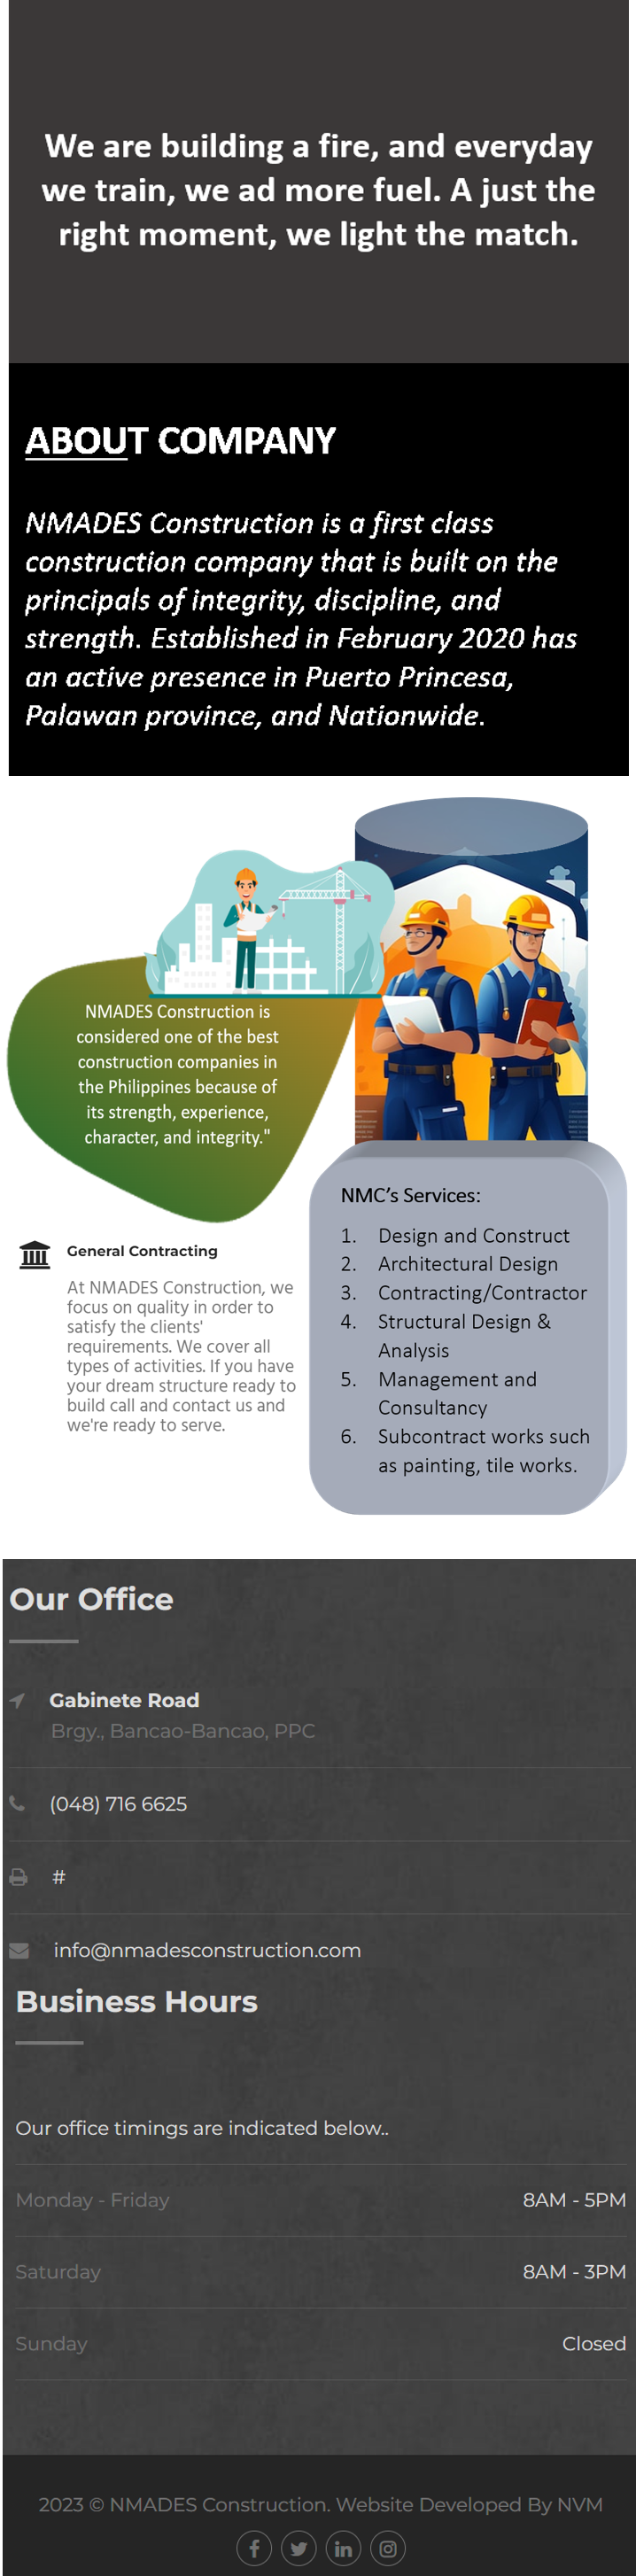 We are building a fire, and everyday
we train, we ad more fuel. A just the
right moment, we light the match.
ABOUT COMPANY
NMADES Construction is a first class
construction company that is built on the
principals of integrity, discipline, and
strength. Established in February 2020 has
an active presence in Puerto Princesa,
Palawan province, and Nationwide.
NMADES Construction is
considered one of the best
construction companies in
the Philippines because of
its strength, experience,
character, and integrity."
General Contracting
At NMADES Construction, we
focus on quality in order to
satisfy the clients'
requirements. We cover all
types of activities. If you have
your dream structure ready to
build call and contact us and
we're ready to serve.
NMC's Services:
1. Design and Construct
2. Architectural Design
3. Contracting/Contractor
4. Structural Design &
Analysis
5. Management and
Consultancy
6. Subcontract works such
as painting, tile works.
Our Office
Gabinete Road
Brgy., Bancao-Bancao, PPC
(048) 716 6625
#
info@nmadesconstruction.com
Business Hours
Our office timings are indicated below..
Monday - Friday 8AM - 5PM
Saturday 8AM - 3PM
Sunday Closed
2023 © NMADES Construction. Website Developed By NVM